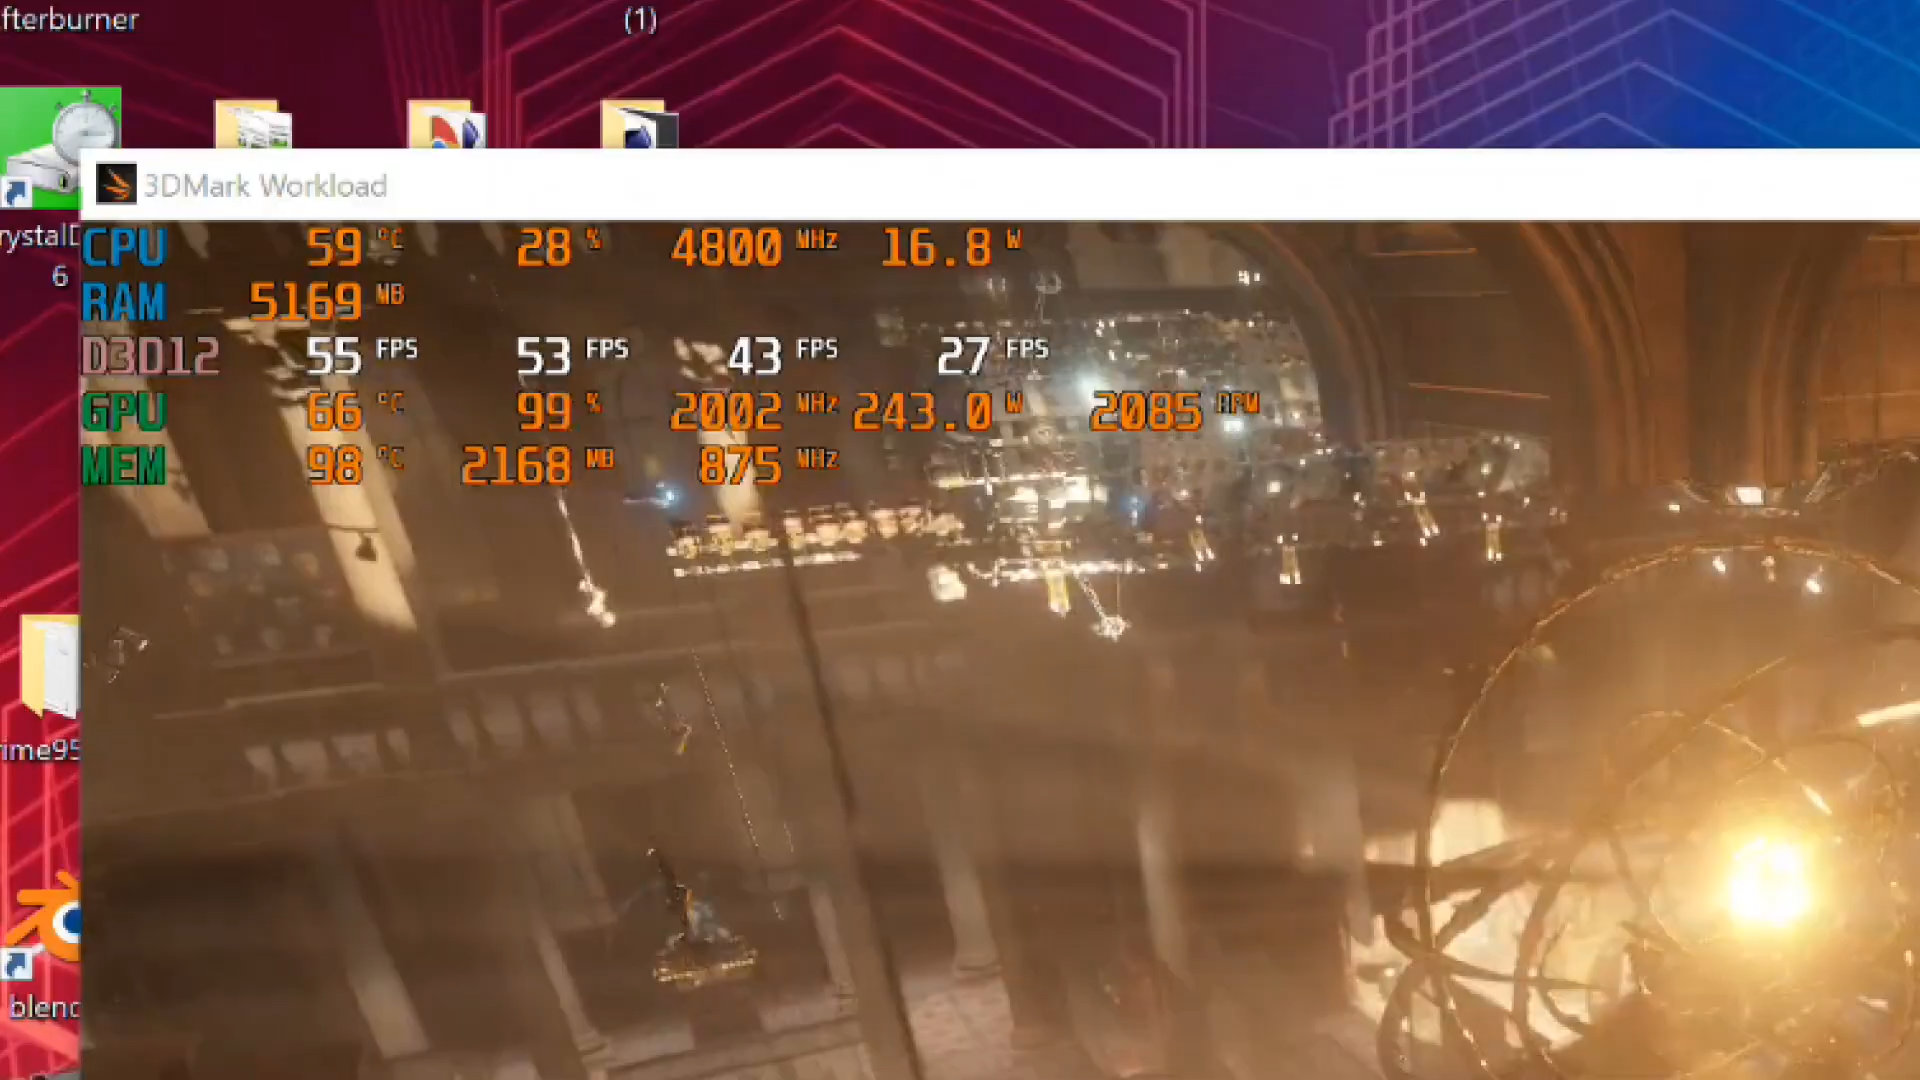 fterburner
(1)
rystalD
6
3DMark Workload
CPU 59 °C 28 % 4800 MHz 16.8 W
RAM 5169 MB
D3D12 55 FPS 53 FPS 43 FPS 27 FPS
GPU 66 °C 99 % 2002 MHz 243.0 W 2085 RPM
MEM 98 °C 2168 MB 875 MHz
rime95
blend